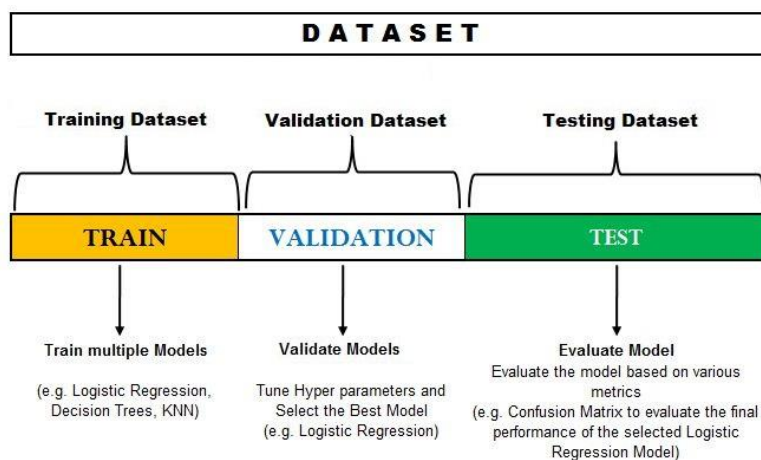 DATASET
Training Dataset
Validation Dataset
Testing Dataset
TRAIN
VALIDATION
TEST
Train multiple Models
(e.g. Logistic Regression,
Decision Trees, KNN)
Validate Models
Tune Hyper parameters and
Select the Best Model
(e.g. Logistic Regression)
Evaluate Model
Evaluate the model based on various
metrics
(e.g. Confusion Matrix to evaluate the final
performance of the selected Logistic
Regression Model)